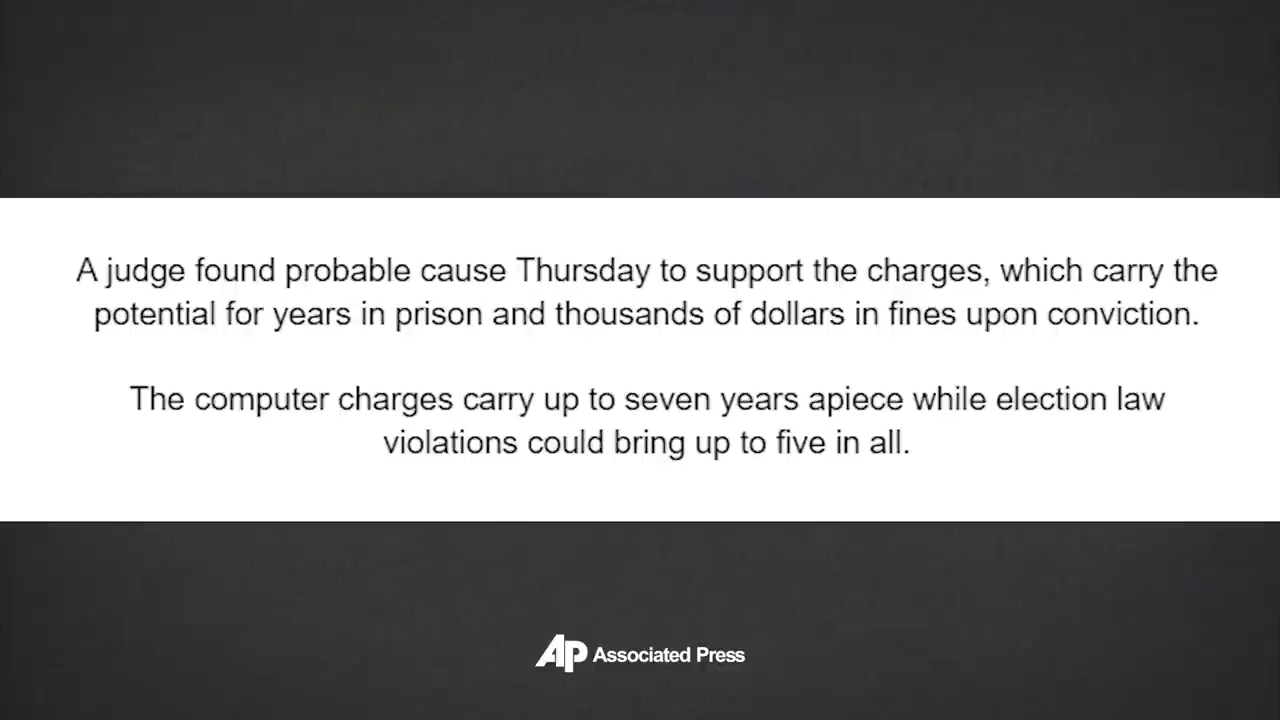 A judge found probable cause Thursday to support the charges, which carry the
potential for years in prison and thousands of dollars in fines upon conviction.
The computer charges carry up to seven years apiece while election law
violations could bring up to five in all.
AP Associated Press